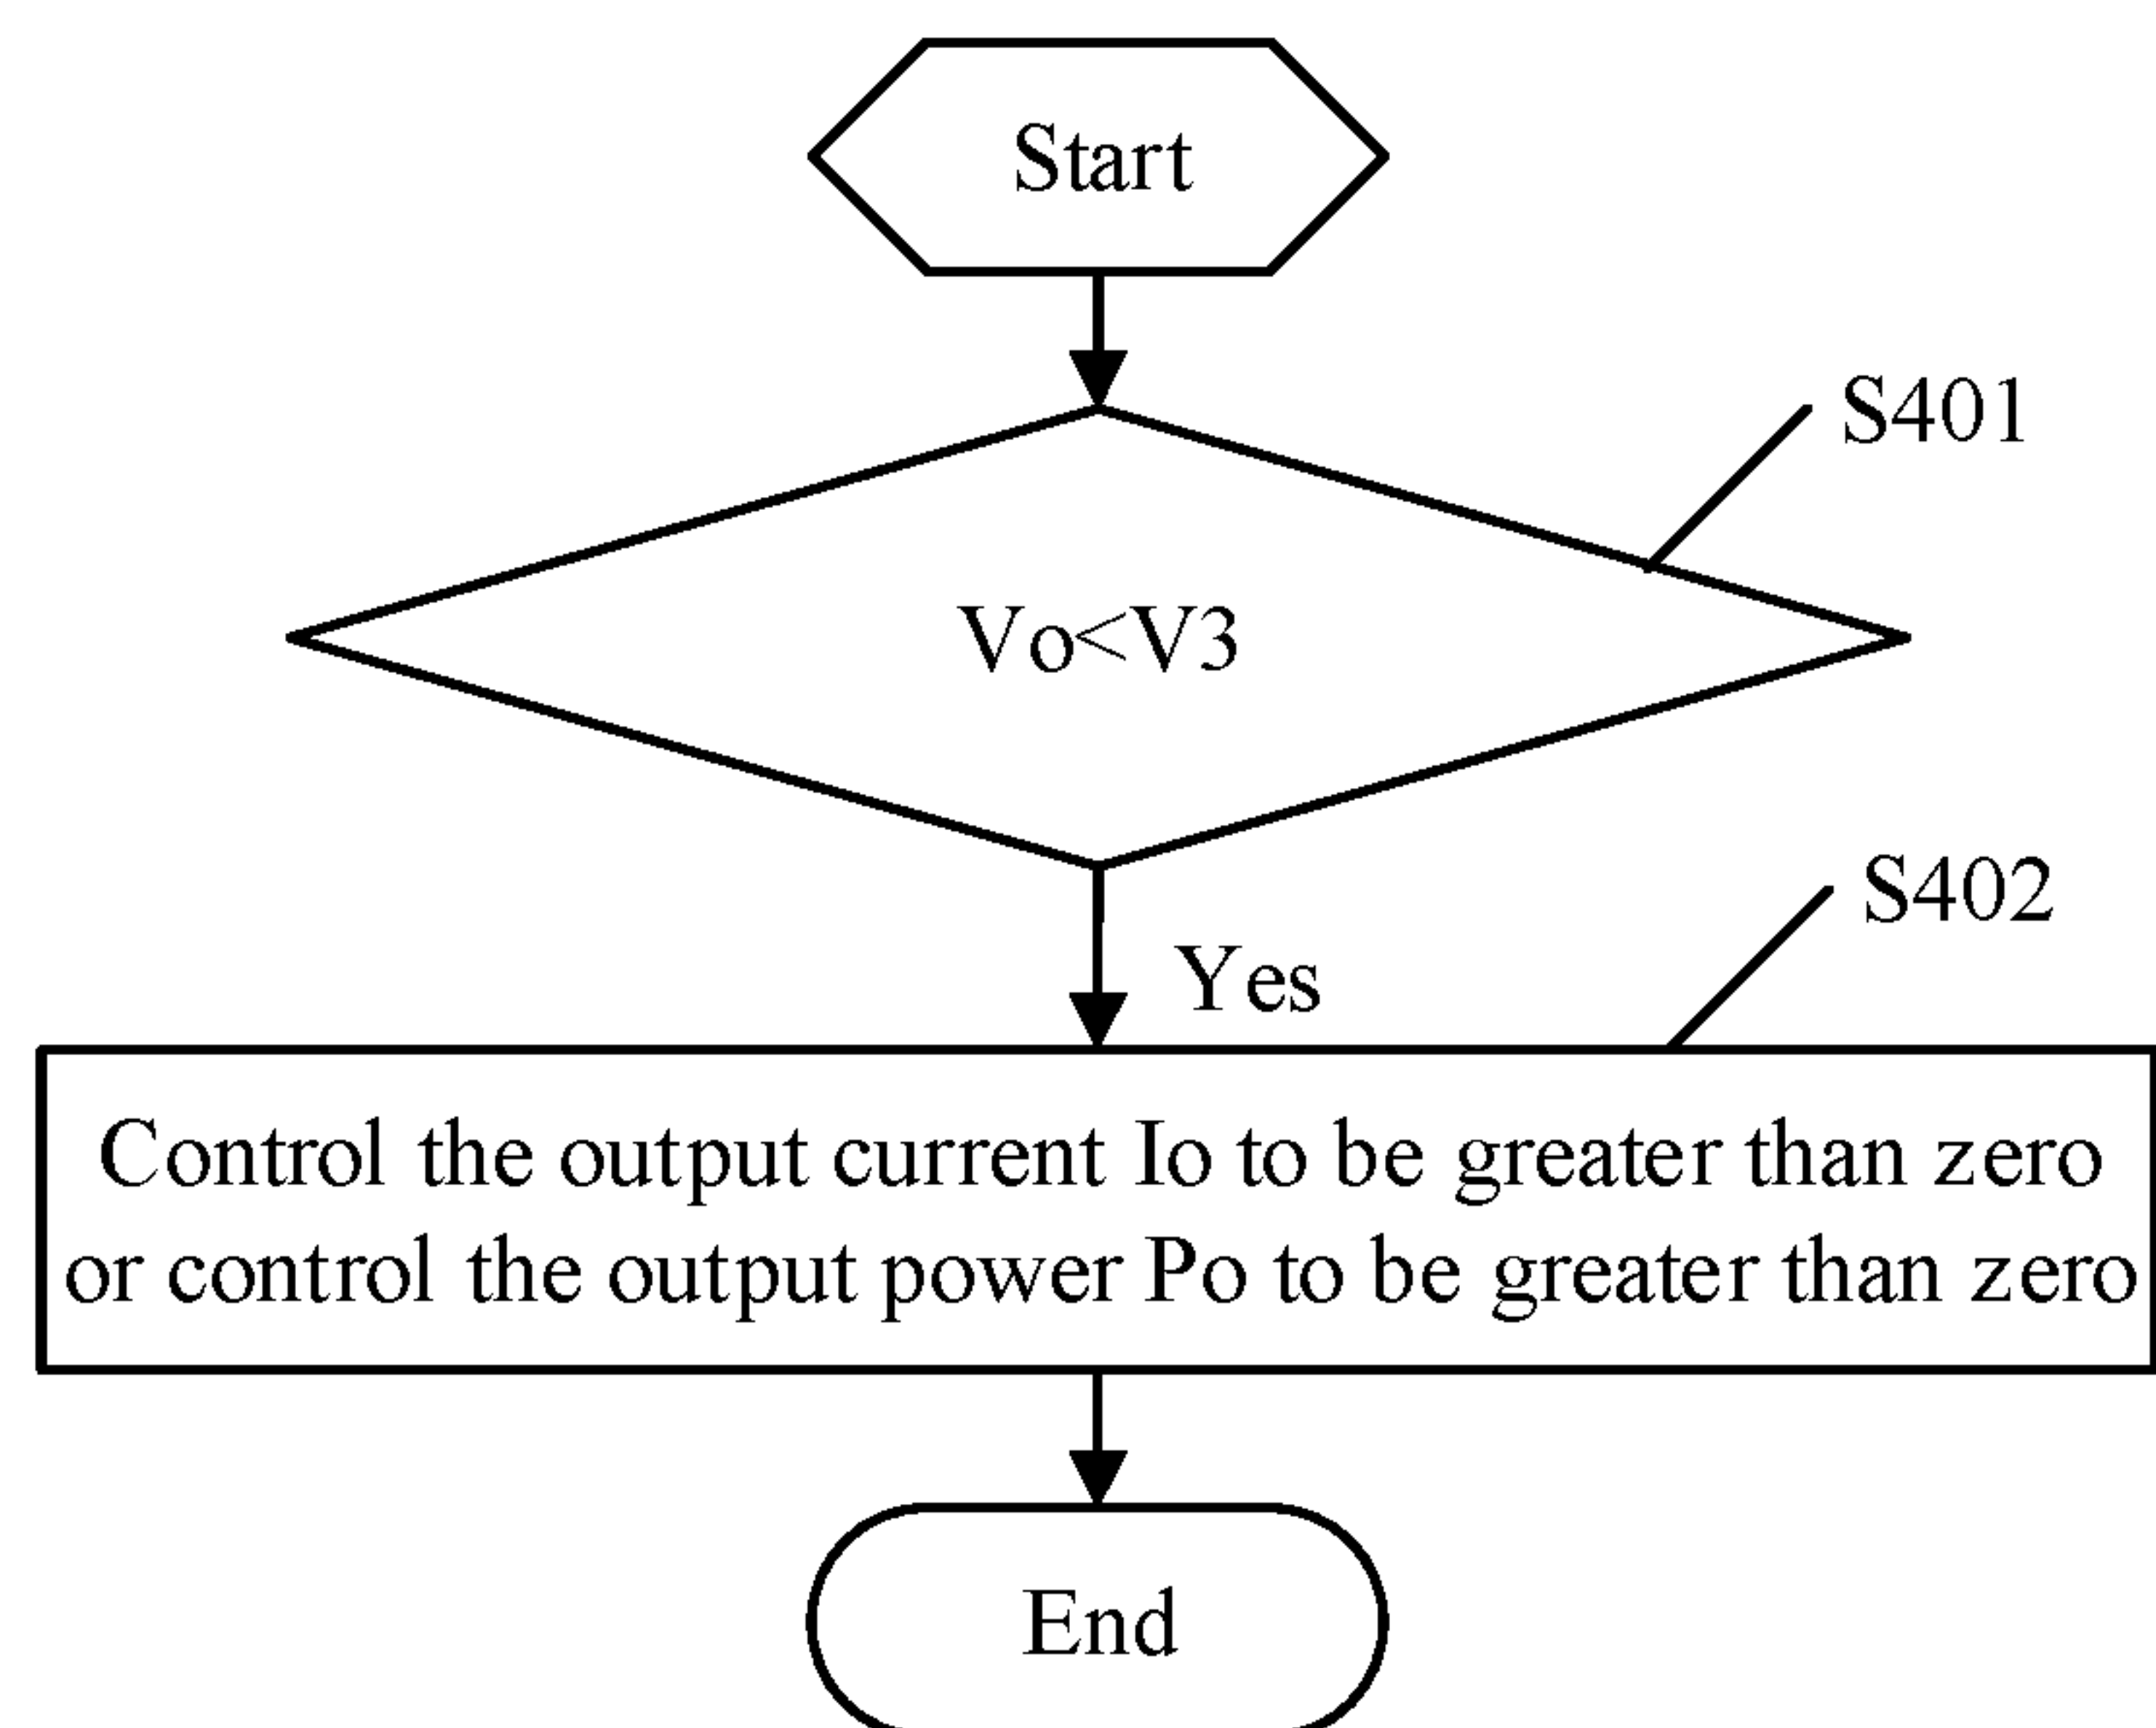 Start
S401
Vo<V3
S402
Yes
Control the output current Io to be greater than zero
or control the output power Po to be greater than zero
End